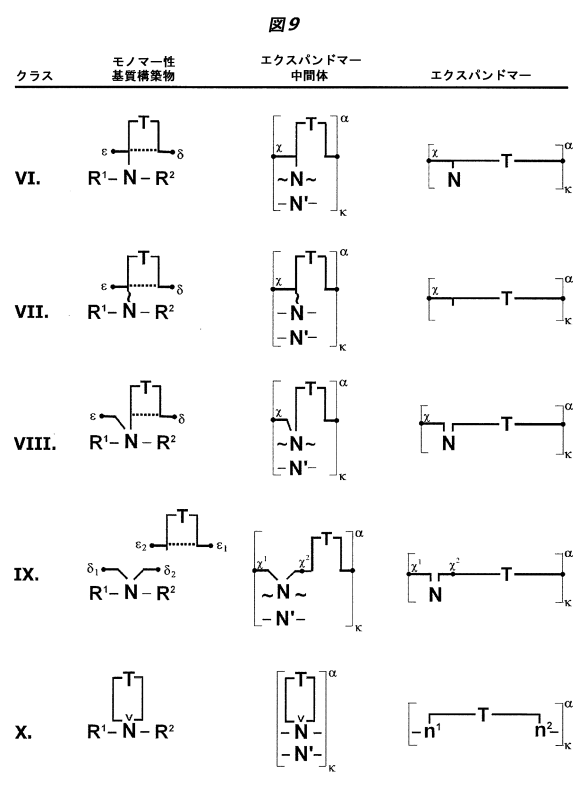 図9
クラス
モノマー性
基質構築物
エクスパンドマー
中間体
エクスパンドマー
VI.
T
ε δ
R¹– N – R²
T α
χ
~N~
-N'- κ
χ T α
N κ
VII.
T
ε δ
R¹– N – R²
T α
χ
-N-
-N'- κ
χ T α
κ
VIII.
T
ε δ
R¹– N – R²
T α
χ
~N~
-N'- κ
χ T α
N κ
IX.
T
ε₂ ε₁
δ₁ δ₂
R¹– N – R²
T α
χ¹ χ²
~N~
-N'- κ
χ¹ χ² T α
N κ
X.
T
v
R¹– N – R²
T α
v
-N-
-N'- κ
T α
-n¹ n²- κ